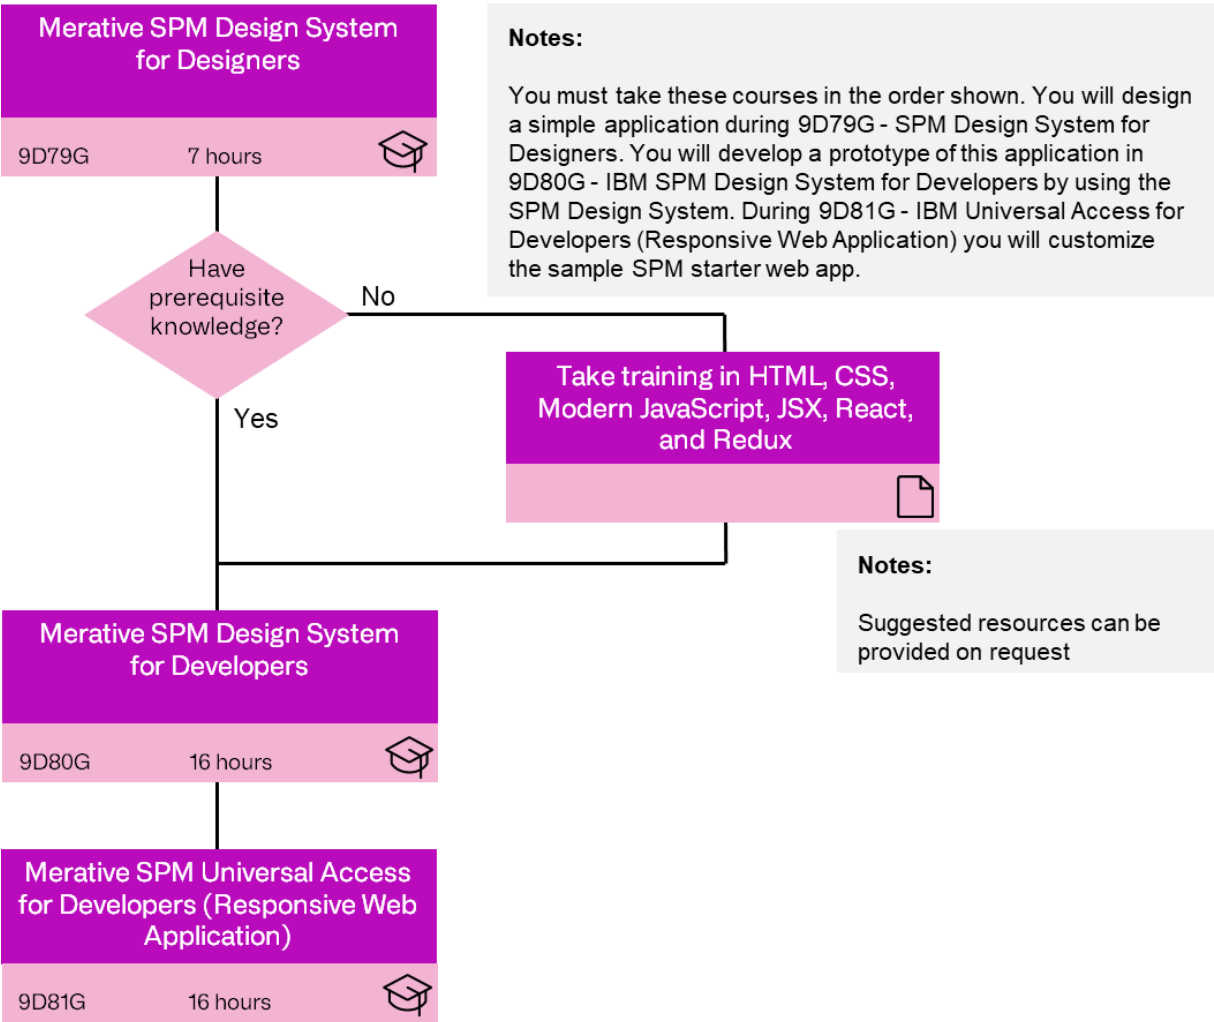 Merative SPM Design System
for Designers
9D79G 7 hours
Notes:
You must take these courses in the order shown. You will design
a simple application during 9D79G - SPM Design System for
Designers. You will develop a prototype of this application in
9D80G - IBM SPM Design System for Developers by using the
SPM Design System. During 9D81G - IBM Universal Access for
Developers (Responsive Web Application) you will customize
the sample SPM starter web app.
Have
prerequisite
knowledge?
No
Yes
Take training in HTML, CSS,
Modern JavaScript, JSX, React,
and Redux
Notes:
Suggested resources can be
provided on request
Merative SPM Design System
for Developers
9D80G 16 hours
Merative SPM Universal Access
for Developers (Responsive Web
Application)
9D81G 16 hours